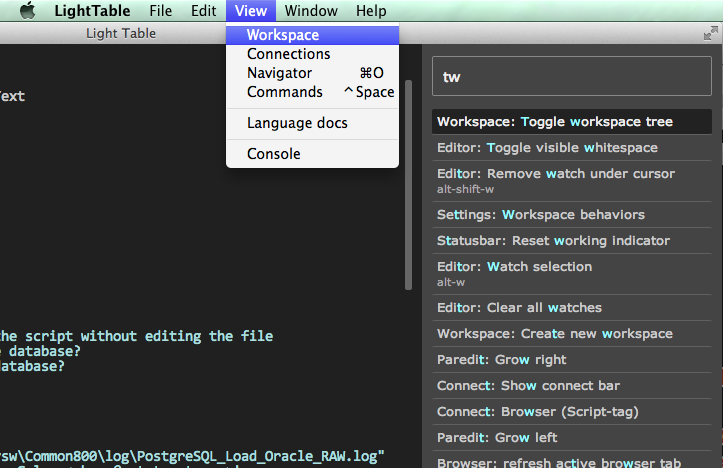 LightTable File Edit View Window Help
Light Table
Workspace
Connections
Navigator ⌘O
Commands ^Space
Language docs
Console
Text
the script without editing the file
database?
database?
rsw\Common800\log\PostgreSQL_Load_Oracle_RAW.log"
tw
Workspace: Toggle workspace tree
Editor: Toggle visible whitespace
Editor: Remove watch under cursor
alt-shift-w
Settings: Workspace behaviors
Statusbar: Reset working indicator
Editor: Watch selection
alt-w
Editor: Clear all watches
Workspace: Create new workspace
Paredit: Grow right
Connect: Show connect bar
Connect: Browser (Script-tag)
Paredit: Grow left
Browser: refresh active browser tab